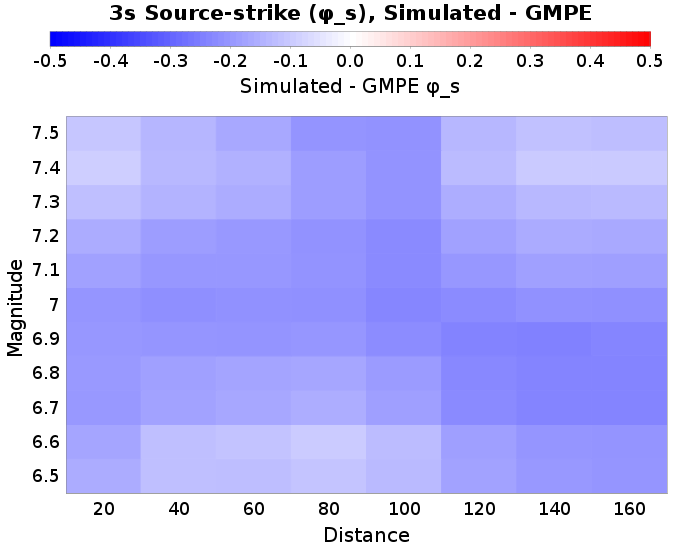 3s Source-strike (φ_s), Simulated - GMPE
-0.5 -0.4 -0.3 -0.2 -0.1 0.0 0.1 0.2 0.3 0.4 0.5
Simulated - GMPE φ_s
7.5
7.4
7.3
7.2
7.1
7
6.9
6.8
6.7
6.6
6.5
Magnitude
20 40 60 80 100 120 140 160
Distance